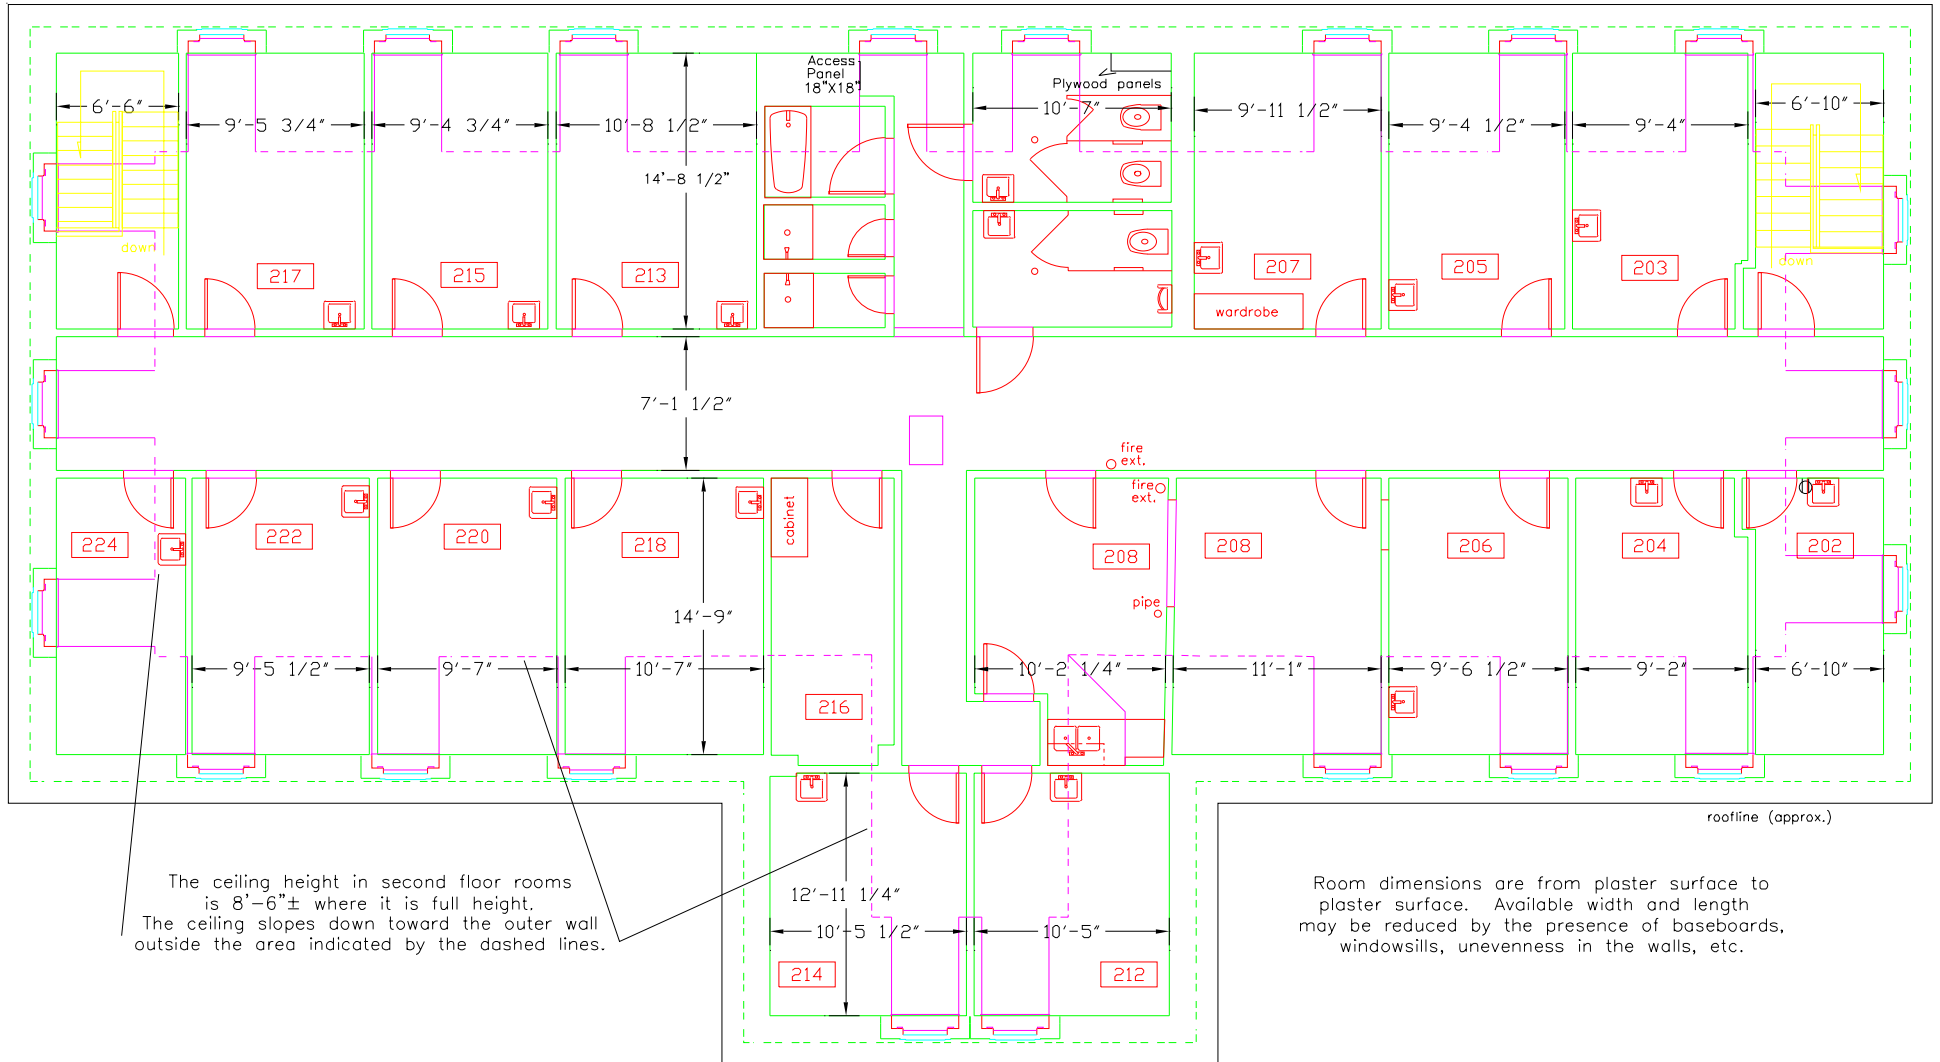 Access
Panel
18"X18"
Plywood panels
6'-6"
9'-5 3/4"
9'-4 3/4"
10'-8 1/2"
10'-7"
9'-11 1/2"
9'-4 1/2"
9'-4"
6'-10"
14'-8 1/2"
down
down
217
215
213
207
205
203
wardrobe
7'-1 1/2"
fire
ext.
fire
ext.
cabinet
224
222
220
218
208
208
206
204
202
pipe
14'-9"
9'-5 1/2"
9'-7"
10'-7"
10'-2 1/4"
11'-1"
9'-6 1/2"
9'-2"
6'-10"
216
roofline (approx.)
The ceiling height in second floor rooms
is 8'-6"± where it is full height.
The ceiling slopes down toward the outer wall
outside the area indicated by the dashed lines.
12'-11 1/4"
10'-5 1/2"
10'-5"
214
212
Room dimensions are from plaster surface to
plaster surface. Available width and length
may be reduced by the presence of baseboards,
windowsills, unevenness in the walls, etc.